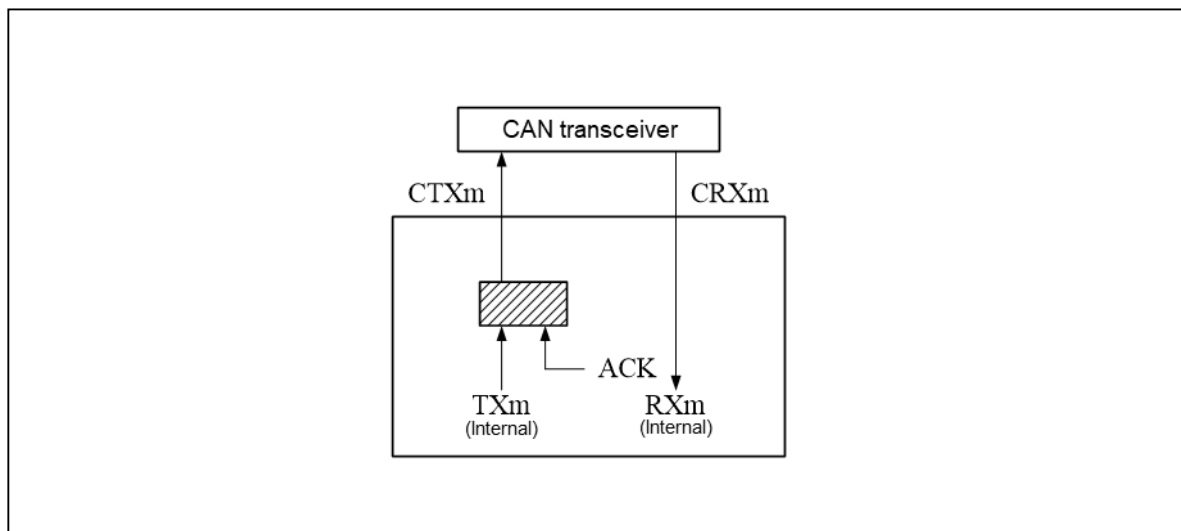 CAN transceiver
CTXm
CRXm
ACK
TXm
(Internal)
RXm
(Internal)